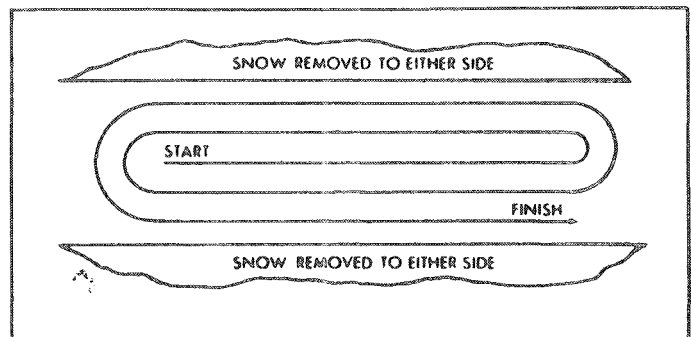 SNOW REMOVED TO EITHER SIDE
START
FINISH
SNOW REMOVED TO EITHER SIDE